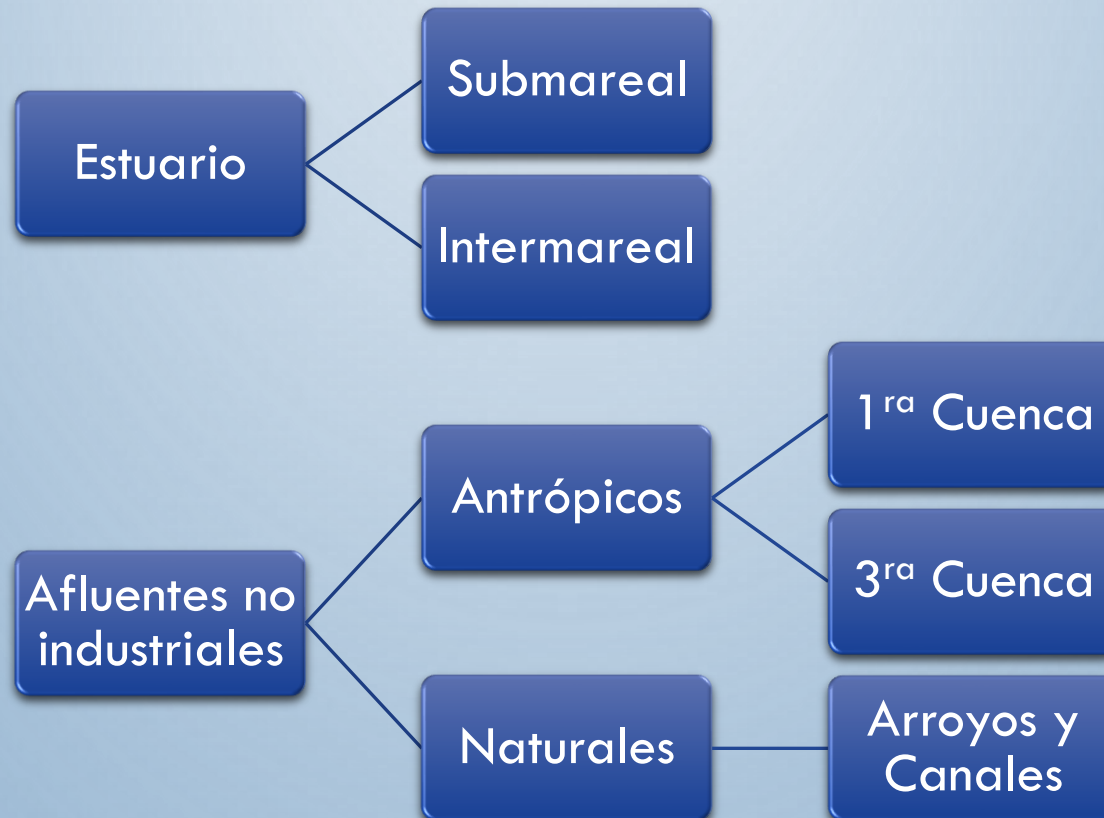 Estuario
Submareal
Intermareal
Afluentes no
industriales
Antrópicos
1ra Cuenca
3ra Cuenca
Naturales
Arroyos y
Canales